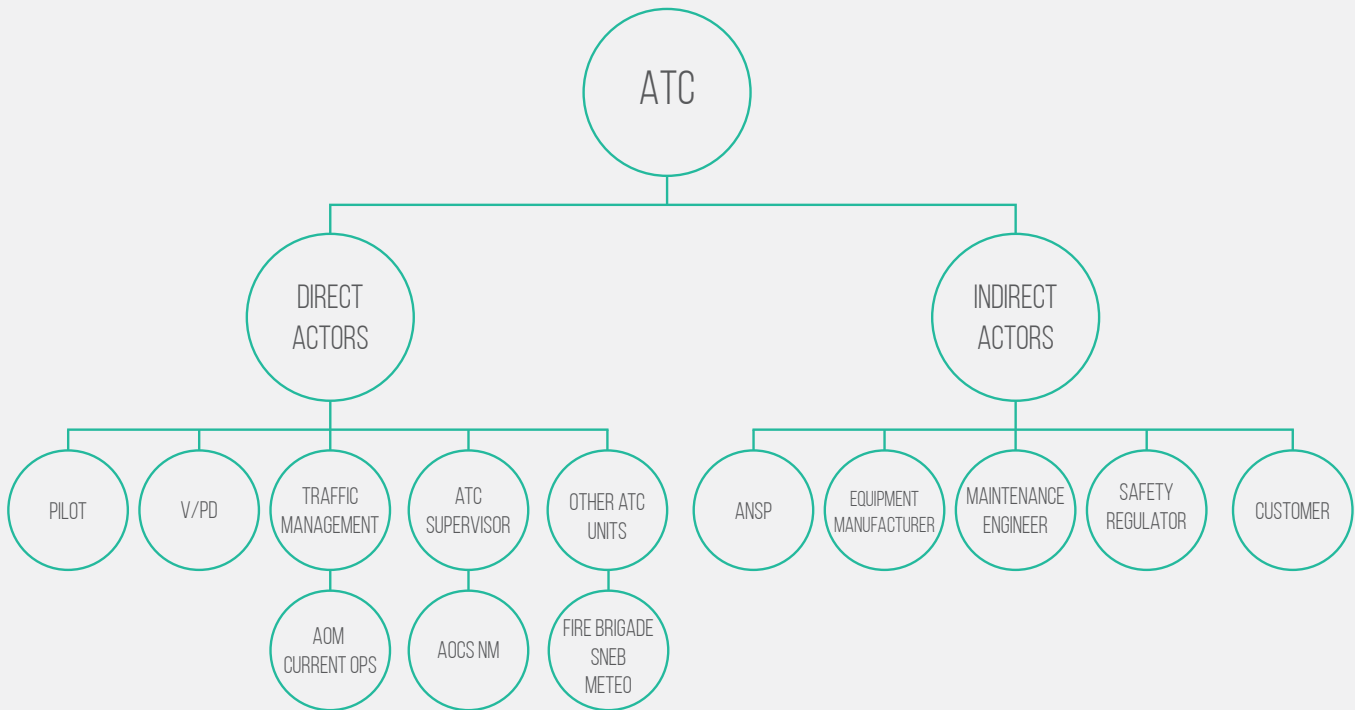 ATC
DIRECT
ACTORS
INDIRECT
ACTORS
PILOT
V/PD
TRAFFIC
MANAGEMENT
ATC
SUPERVISOR
OTHER ATC
UNITS
ANSP
EQUIPMENT
MANUFACTURER
MAINTENANCE
ENGINEER
SAFETY
REGULATOR
CUSTOMER
AOM
CURRENT OPS
AOCS NM
FIRE BRIGADE
SNEB
METEO